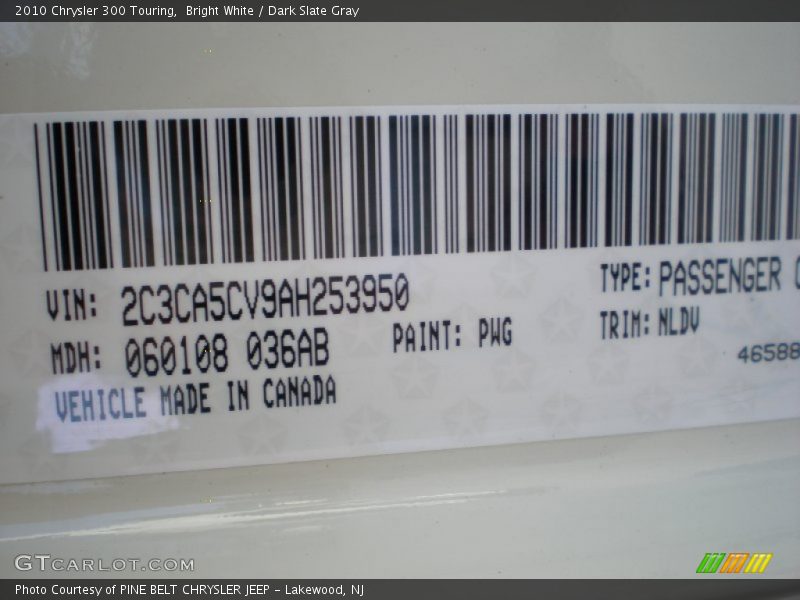 2010 Chrysler 300 Touring,  Bright White / Dark Slate Gray
VIN: 2C3CA5CV9AH253950
TYPE: PASSENGER
MDH: 060108 036AB
PAINT: PWG
TRIM: NLDV
46588
VEHICLE MADE IN CANADA
GTCARLOT.COM
Photo Courtesy of PINE BELT CHRYSLER JEEP - Lakewood, NJ